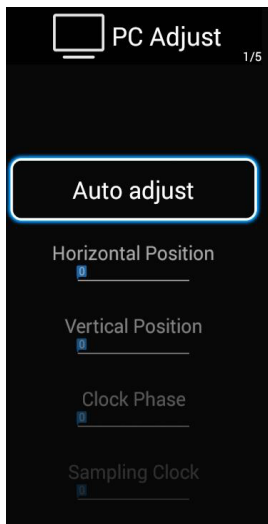 PC Adjust
1/5
Auto adjust
Horizontal Position
0
Vertical Position
0
Clock Phase
0
Sampling Clock
0